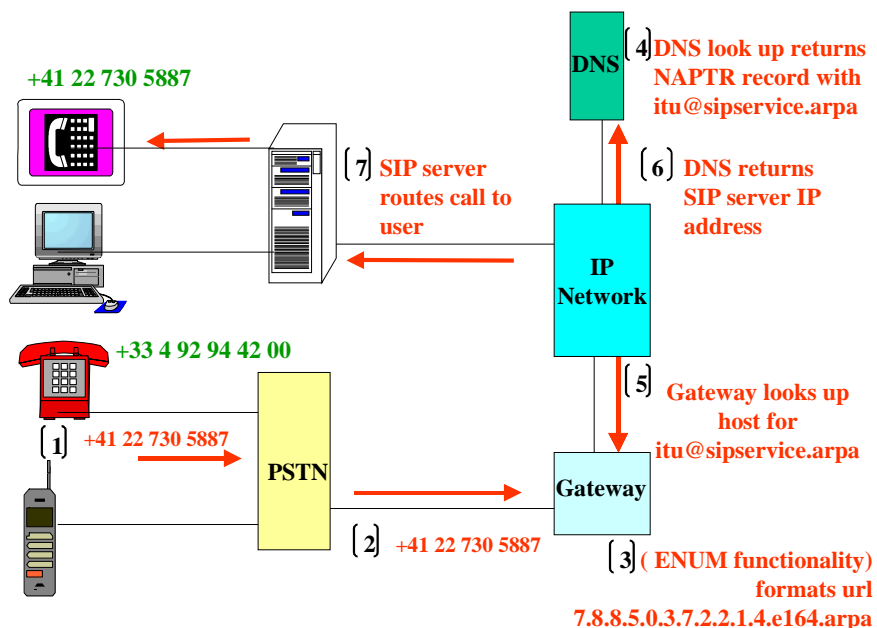 +41 22 730 5887
DNS
[4] DNS look up returns
NAPTR record with
itu@sipservice.arpa
[7] SIP server
routes call to
user
[6] DNS returns
SIP server IP
address
IP
Network
+33 4 92 94 42 00
[1] +41 22 730 5887
PSTN
[5] Gateway looks up
host for
itu@sipservice.arpa
Gateway
[2] +41 22 730 5887
[3] ( ENUM functionality)
formats url
7.8.8.5.0.3.7.2.2.1.4.e164.arpa